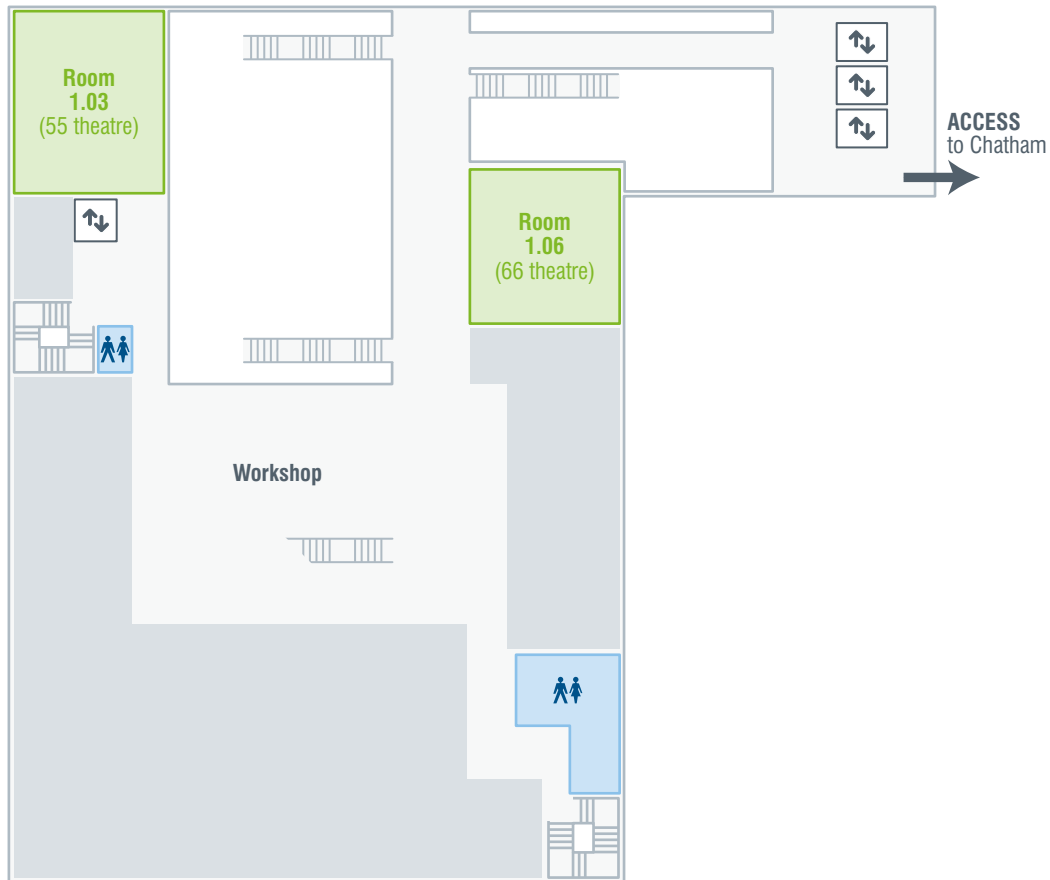 Room
1.03
(55 theatre)
ACCESS
to Chatham
Room
1.06
(66 theatre)
Workshop